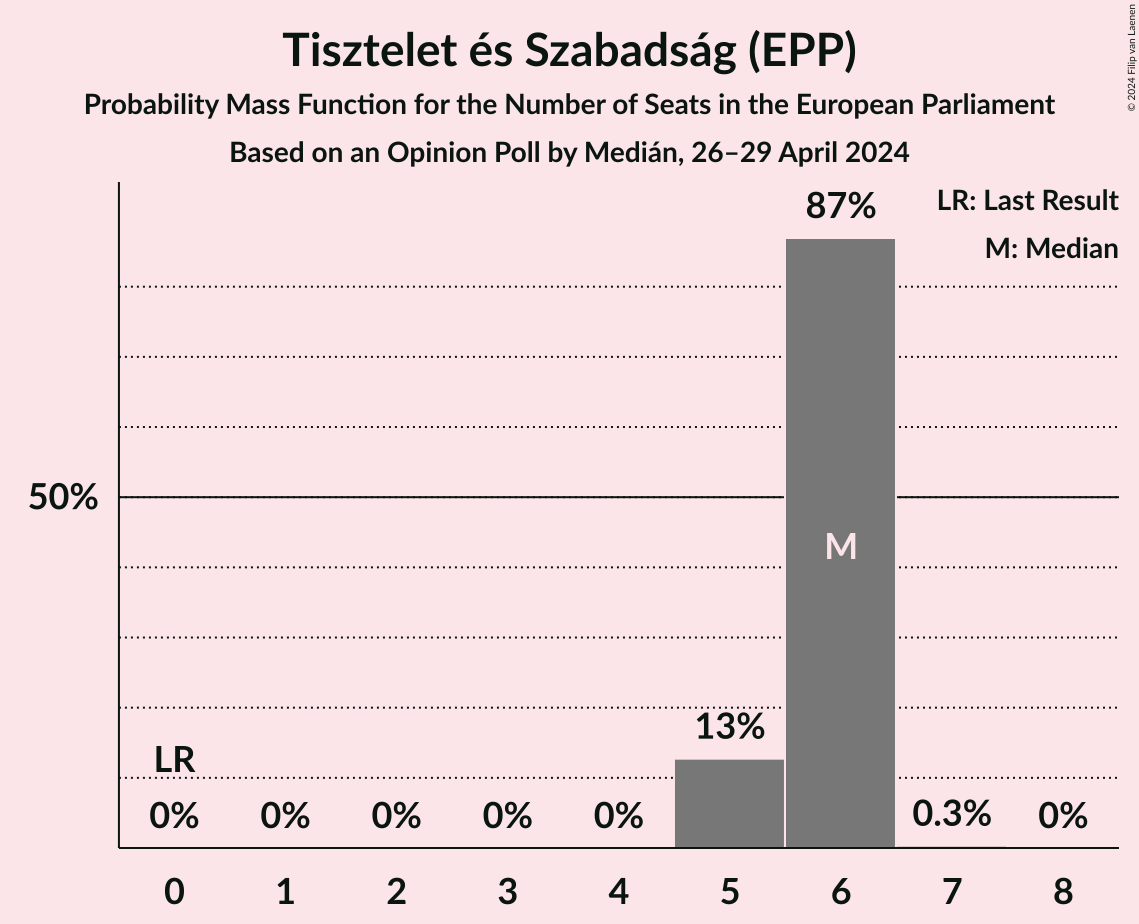 Tisztelet és Szabadság (EPP)
Probability Mass Function for the Number of Seats in the European Parliament
Based on an Opinion Poll by Medián, 26–29 April 2024
© 2024 Filip van Laenen
LR: Last Result
M: Median
87%
50%
M
13%
LR
0% 0% 0% 0% 0% 0.3% 0%
0 1 2 3 4 5 6 7 8